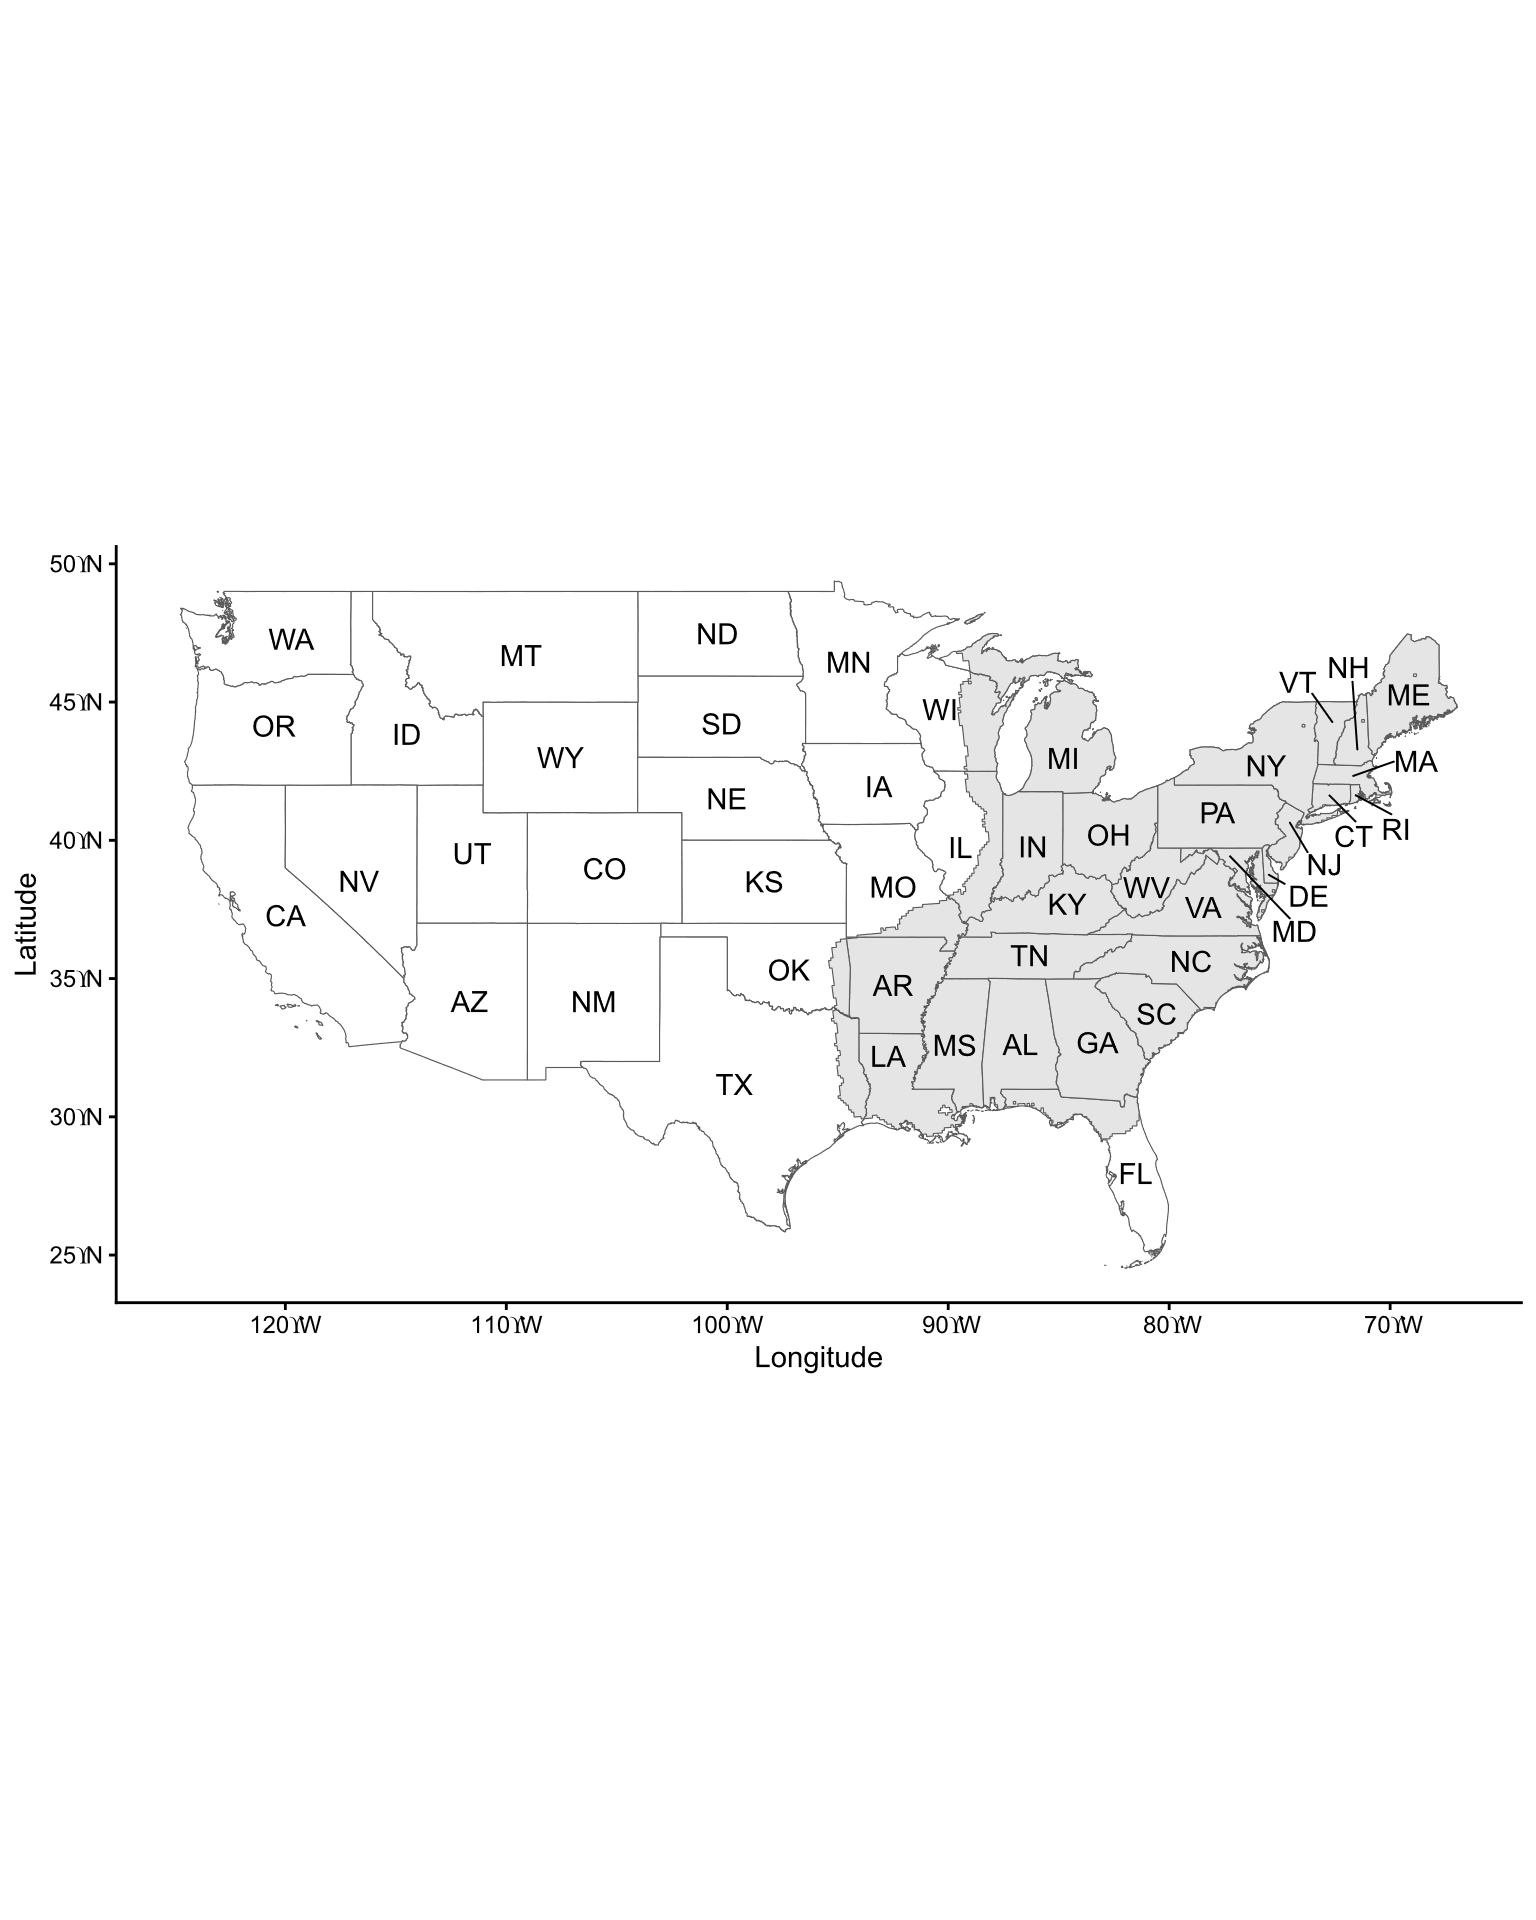 50°N
45°N
40°N
35°N
30°N
25°N
Latitude
120°W
110°W
100°W
90°W
80°W
70°W
Longitude
WA
MT
ND
MN
OR
ID
SD
WI
WY
MI
VT
NH
ME
NY
MA
NE
IA
PA
CT
RI
NV
UT
CO
KS
MO
IL
IN
OH
NJ
CA
KY
WV
VA
DE
MD
OK
AR
TN
NC
AZ
NM
SC
TX
LA
MS
AL
GA
FL